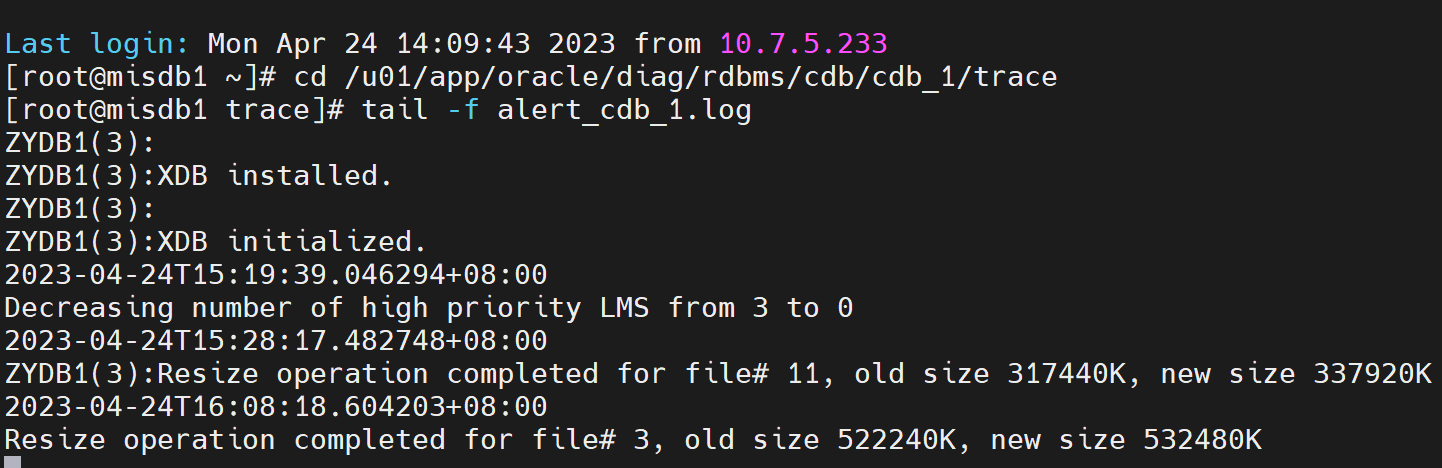 Last login: Mon Apr 24 14:09:43 2023 from 10.7.5.233
[root@misdb1 ~]# cd /u01/app/oracle/diag/rdbms/cdb/cdb_1/trace
[root@misdb1 trace]# tail -f alert_cdb_1.log
ZYDB1(3):
ZYDB1(3):XDB installed.
ZYDB1(3):
ZYDB1(3):XDB initialized.
2023-04-24T15:19:39.046294+08:00
Decreasing number of high priority LMS from 3 to 0
2023-04-24T15:28:17.482748+08:00
ZYDB1(3):Resize operation completed for file# 11, old size 317440K, new size 337920K
2023-04-24T16:08:18.604203+08:00
Resize operation completed for file# 3, old size 522240K, new size 532480K